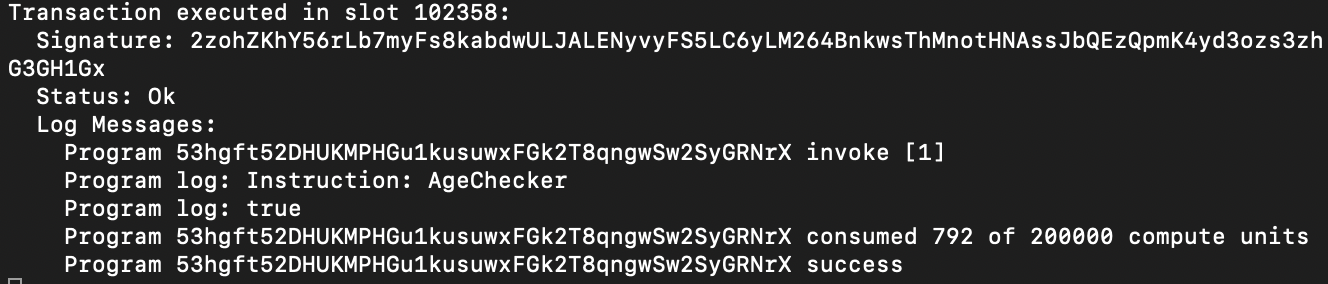 Transaction executed in slot 102358:
Signature: 2zohZKhY56rLb7myFs8kabdwULJALENyvyFS5LC6yLM264BnkwsThMnotHNAssJbQEzQpmK4yd3ozs3zh
G3GH1Gx
Status: Ok
Log Messages:
Program 53hgft52DHUKMPHGu1kusuwxFGk2T8qngwSw2SyGRNrX invoke [1]
Program log: Instruction: AgeChecker
Program log: true
Program 53hgft52DHUKMPHGu1kusuwxFGk2T8qngwSw2SyGRNrX consumed 792 of 200000 compute units
Program 53hgft52DHUKMPHGu1kusuwxFGk2T8qngwSw2SyGRNrX success